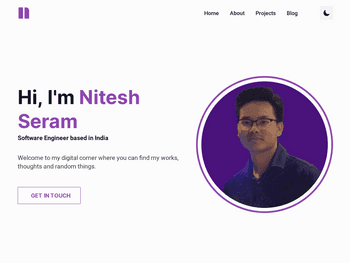 Home About Projects Blog
Hi, I'm Nitesh
Seram
Software Engineer based in India
Welcome to my digital corner where you can find my works,
thoughts and random things.
GET IN TOUCH